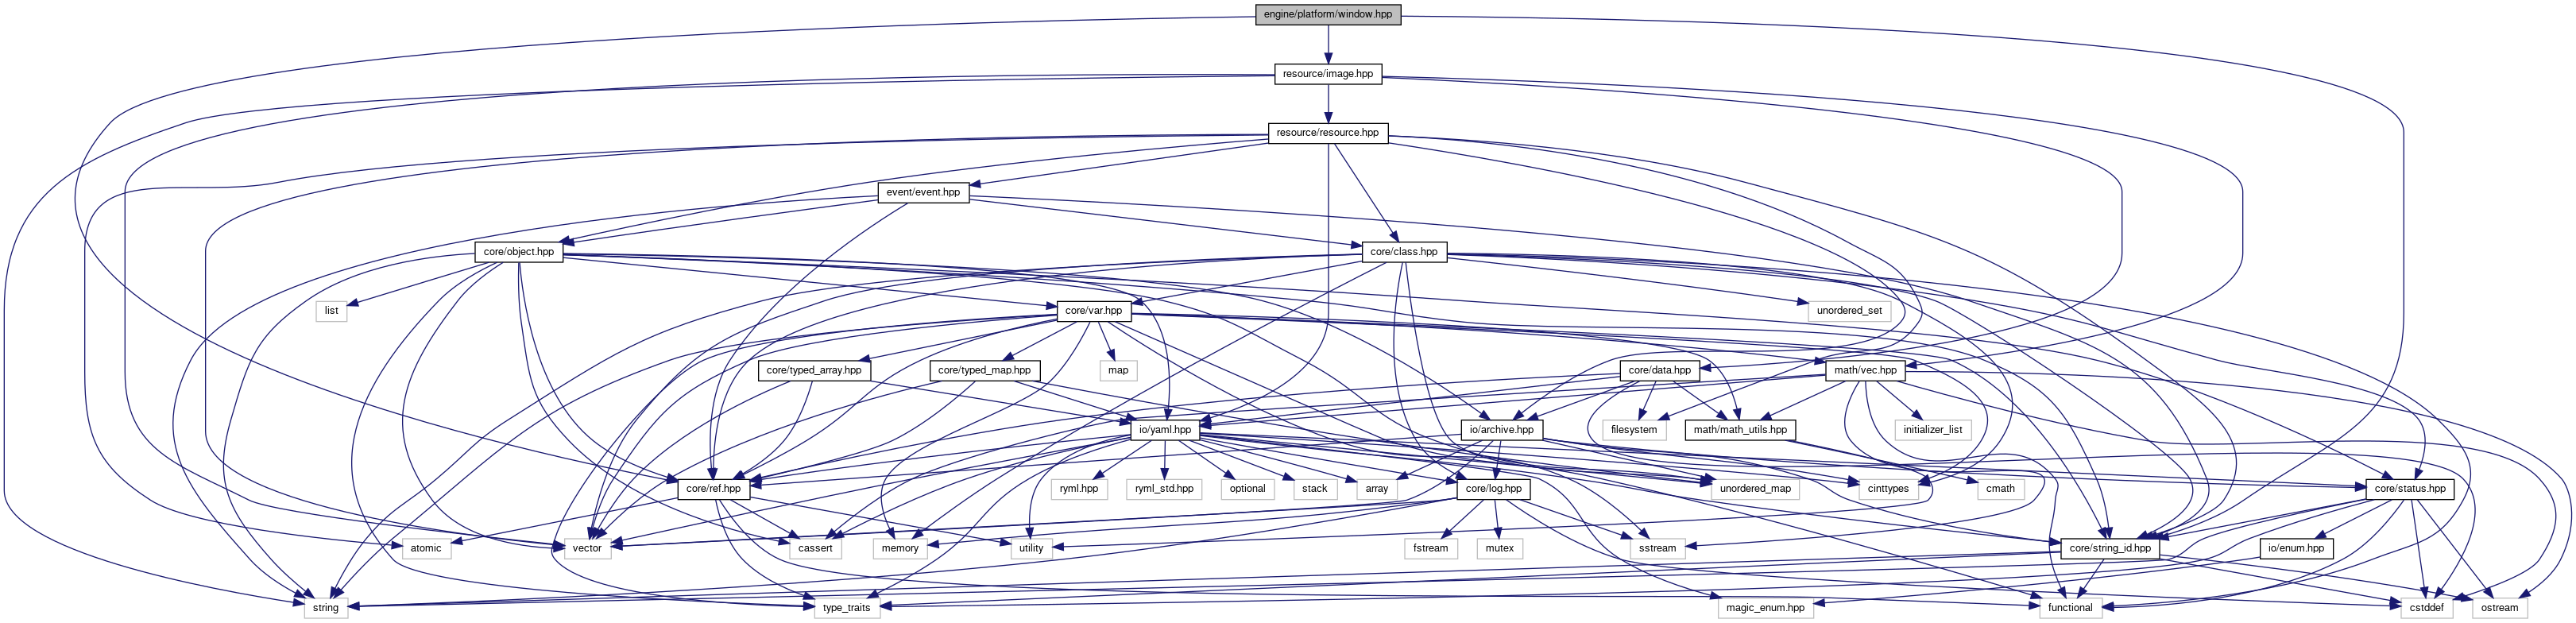 engine/platform/window.hpp
resource/image.hpp
resource/resource.hpp
event/event.hpp
core/object.hpp
core/class.hpp
list
core/var.hpp
unordered_set
core/typed_array.hpp
core/typed_map.hpp
map
core/data.hpp
math/vec.hpp
io/yaml.hpp
io/archive.hpp
filesystem
math/math_utils.hpp
initializer_list
core/ref.hpp
ryml.hpp
ryml_std.hpp
optional
stack
array
core/log.hpp
unordered_map
cinttypes
cmath
core/status.hpp
atomic
vector
cassert
memory
utility
fstream
mutex
sstream
core/string_id.hpp
io/enum.hpp
string
type_traits
magic_enum.hpp
functional
cstddef
ostream